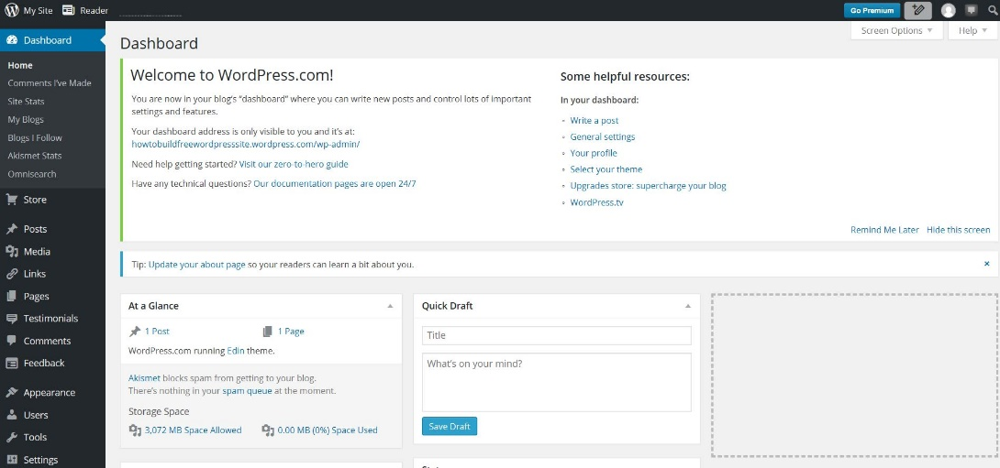 My Site Reader Go Premium
Screen Options Help
Dashboard
Home
Comments I've Made
Site Stats
My Blogs
Blogs I Follow
Akismet Stats
Omnisearch
Store
Posts
Media
Links
Pages
Testimonials
Comments
Feedback
Appearance
Users
Tools
Settings
Dashboard
Welcome to WordPress.com!
You are now in your blog's "dashboard" where you can write new posts and control lots of important
settings and features.
Your dashboard address is only visible to you and it's at:
howtobuildfreewordpresssite.wordpress.com/wp-admin/
Need help getting started? Visit our zero-to-hero guide
Have any technical questions? Our documentation pages are open 24/7
Some helpful resources:
In your dashboard:
Write a post
General settings
Your profile
Select your theme
Upgrades store: supercharge your blog
WordPress.tv
Remind Me Later Hide this screen
Tip: Update your about page so your readers can learn a bit about you.
At a Glance
1 Post 1 Page
WordPress.com running Edin theme.
Akismet blocks spam from getting to your blog.
There's nothing in your spam queue at the moment.
Storage Space
3,072 MB Space Allowed 0.00 MB (0%) Space Used
Quick Draft
Title
What's on your mind?
Save Draft